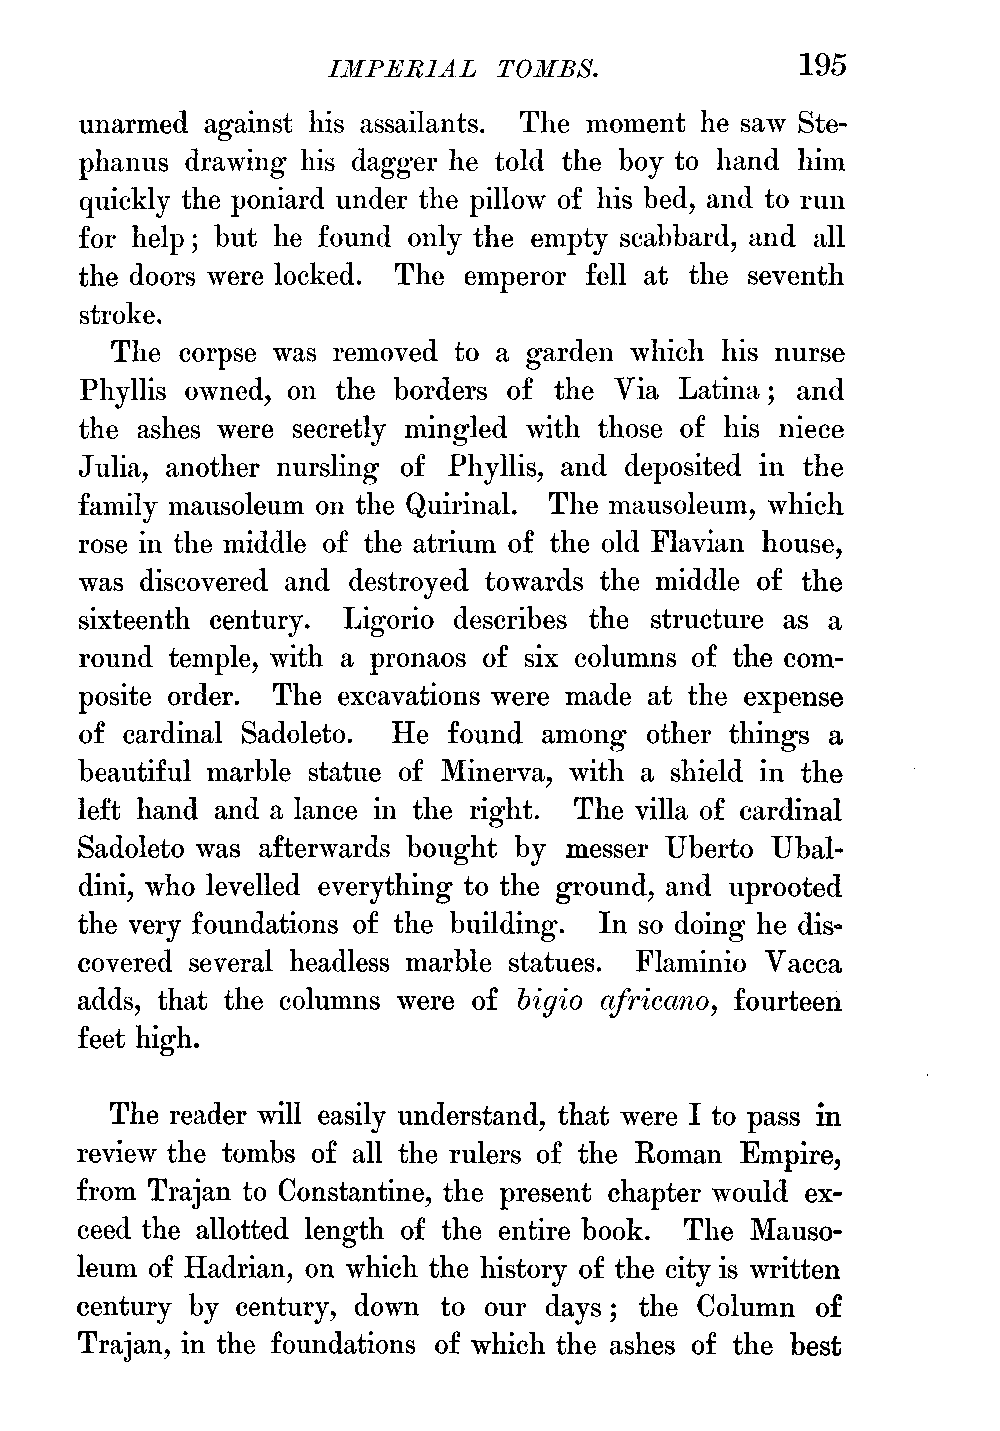 IMPERIAL TOMBS. 195
unarmed against his assailants. The moment he saw Ste-
phanus drawing his dagger he told the boy to hand him
quickly the poniard under the pillow of his bed, and to run
for help; but he found only the empty scabbard, and all
the doors were locked. The emperor fell at the seventh
stroke.
The corpse was removed to a garden which his nurse
Phyllis owned, on the borders of the Via Latina; and
the ashes were secretly mingled with those of his niece
Julia, another nursling of Phyllis, and deposited in the
family mausoleum on the Quirinal. The mausoleum, which
rose in the middle of the atrium of the old Flavian house,
was discovered and destroyed towards the middle of the
sixteenth century. Ligorio describes the structure as a
round temple, with a pronaos of six columns of the com-
posite order. The excavations were made at the expense
of cardinal Sadoleto. He found among other things a
beautiful marble statue of Minerva, with a shield in the
left hand and a lance in the right. The villa of cardinal
Sadoleto was afterwards bought by messer Uberto Ubal-
dini, who levelled everything to the ground, and uprooted
the very foundations of the building. In so doing he dis-
covered several headless marble statues. Flaminio Vacca
adds, that the columns were of bigio africano, fourteen
feet high.
The reader will easily understand, that were I to pass in
review the tombs of all the rulers of the Roman Empire,
from Trajan to Constantine, the present chapter would ex-
ceed the allotted length of the entire book. The Mauso-
leum of Hadrian, on which the history of the city is written
century by century, down to our days; the Column of
Trajan, in the foundations of which the ashes of the best